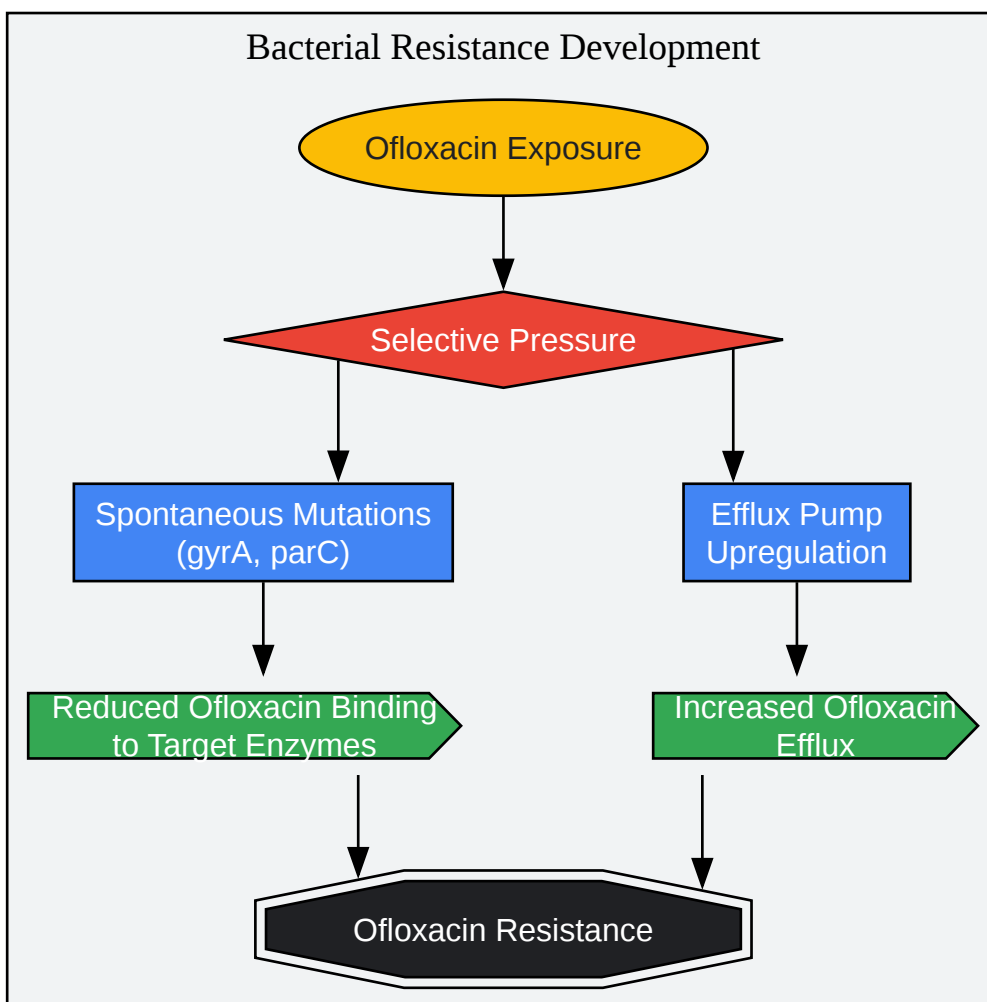 Bacterial Resistance Development
Ofloxacin Exposure
Selective Pressure
Spontaneous Mutations
(gyrA, parC)
Efflux Pump
Upregulation
Reduced Ofloxacin Binding
to Target Enzymes
Increased Ofloxacin
Efflux
Ofloxacin Resistance